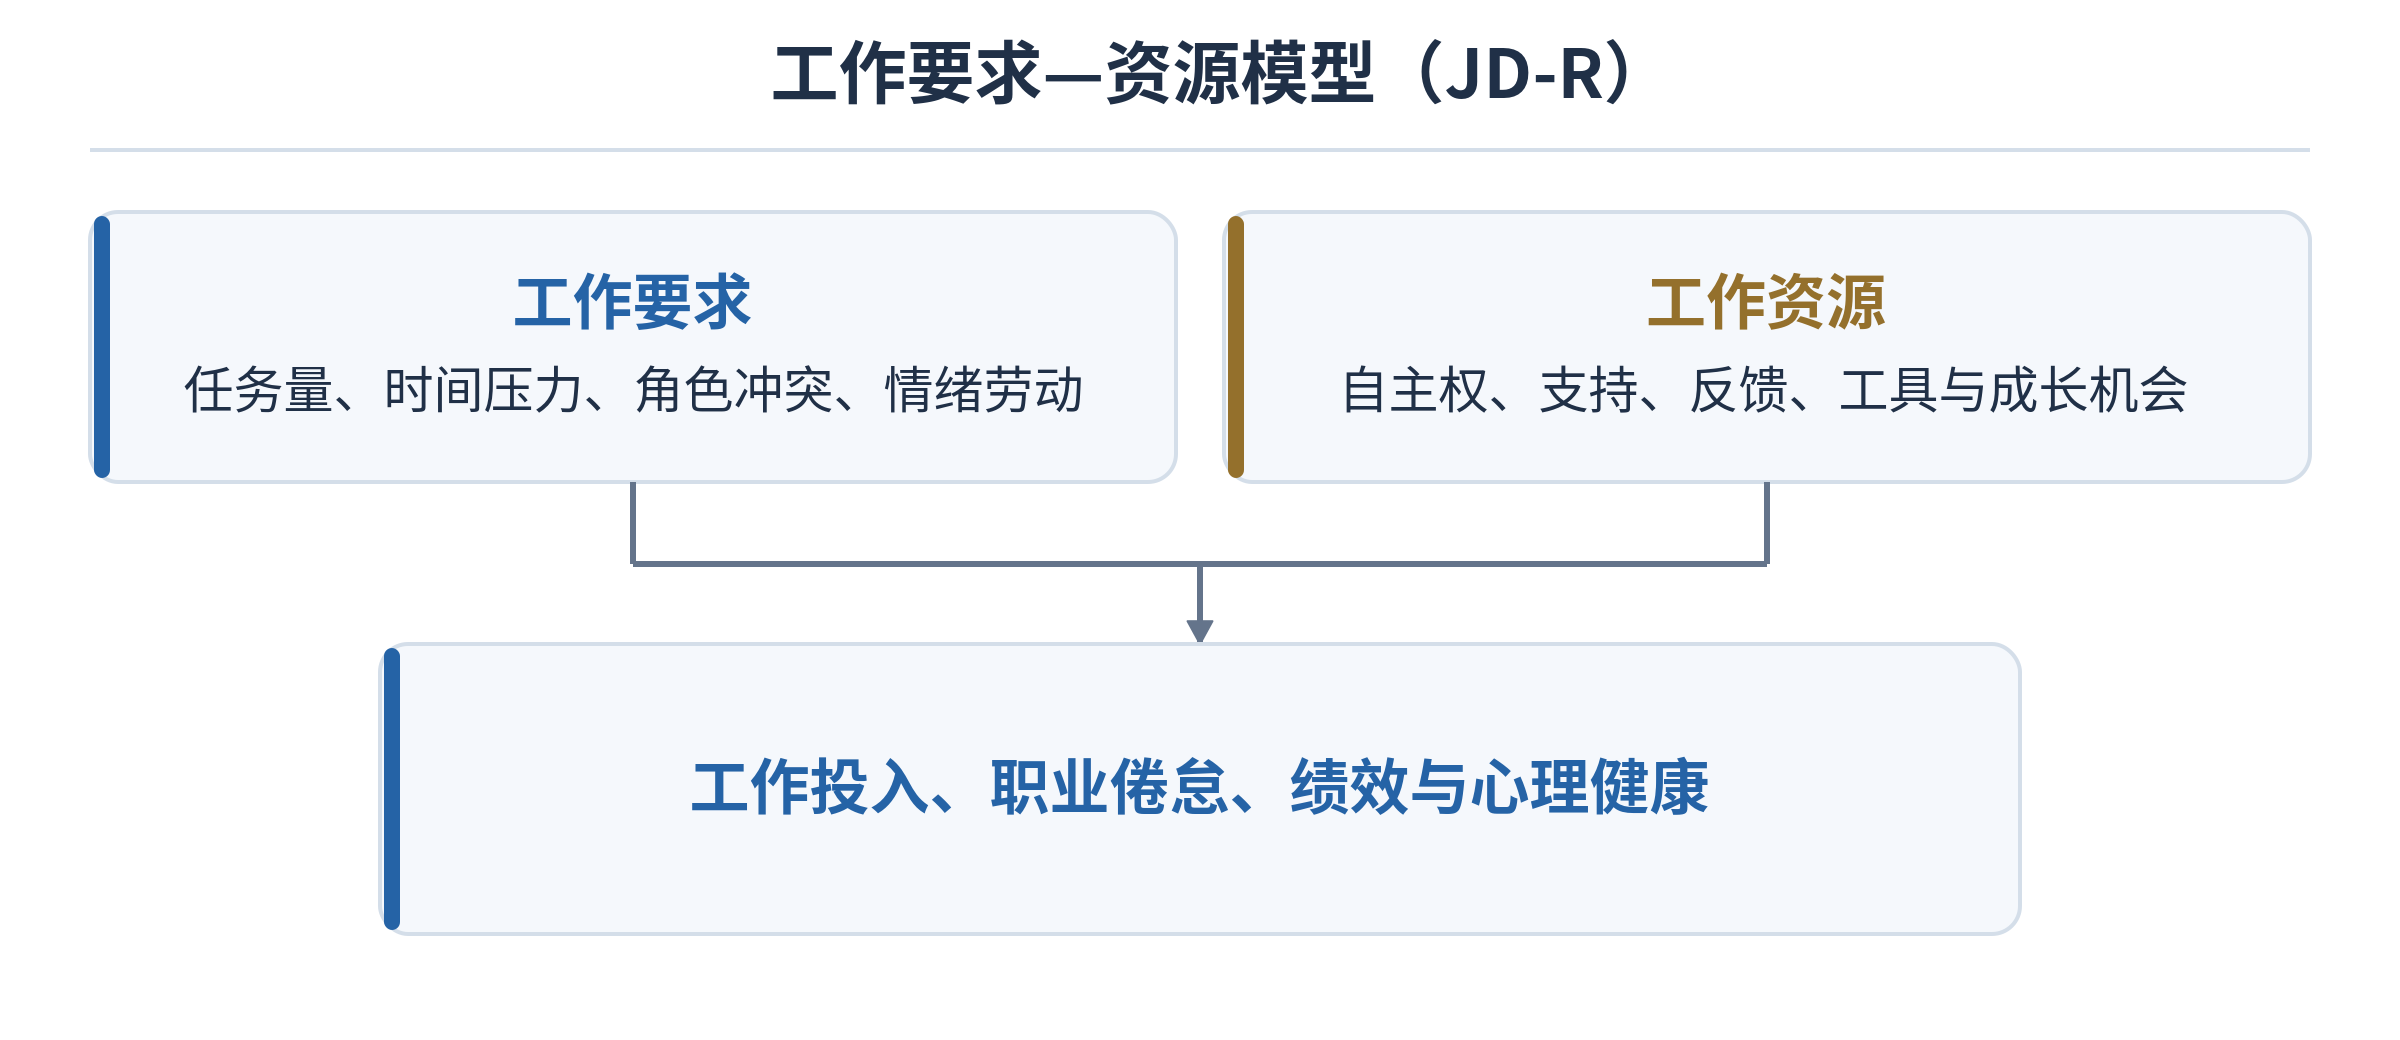 工作要求—资源模型（JD-R）
工作要求
任务量、时间压力、角色冲突、情绪劳动
工作资源
自主权、支持、反馈、工具与成长机会
工作投入、职业倦怠、绩效与心理健康